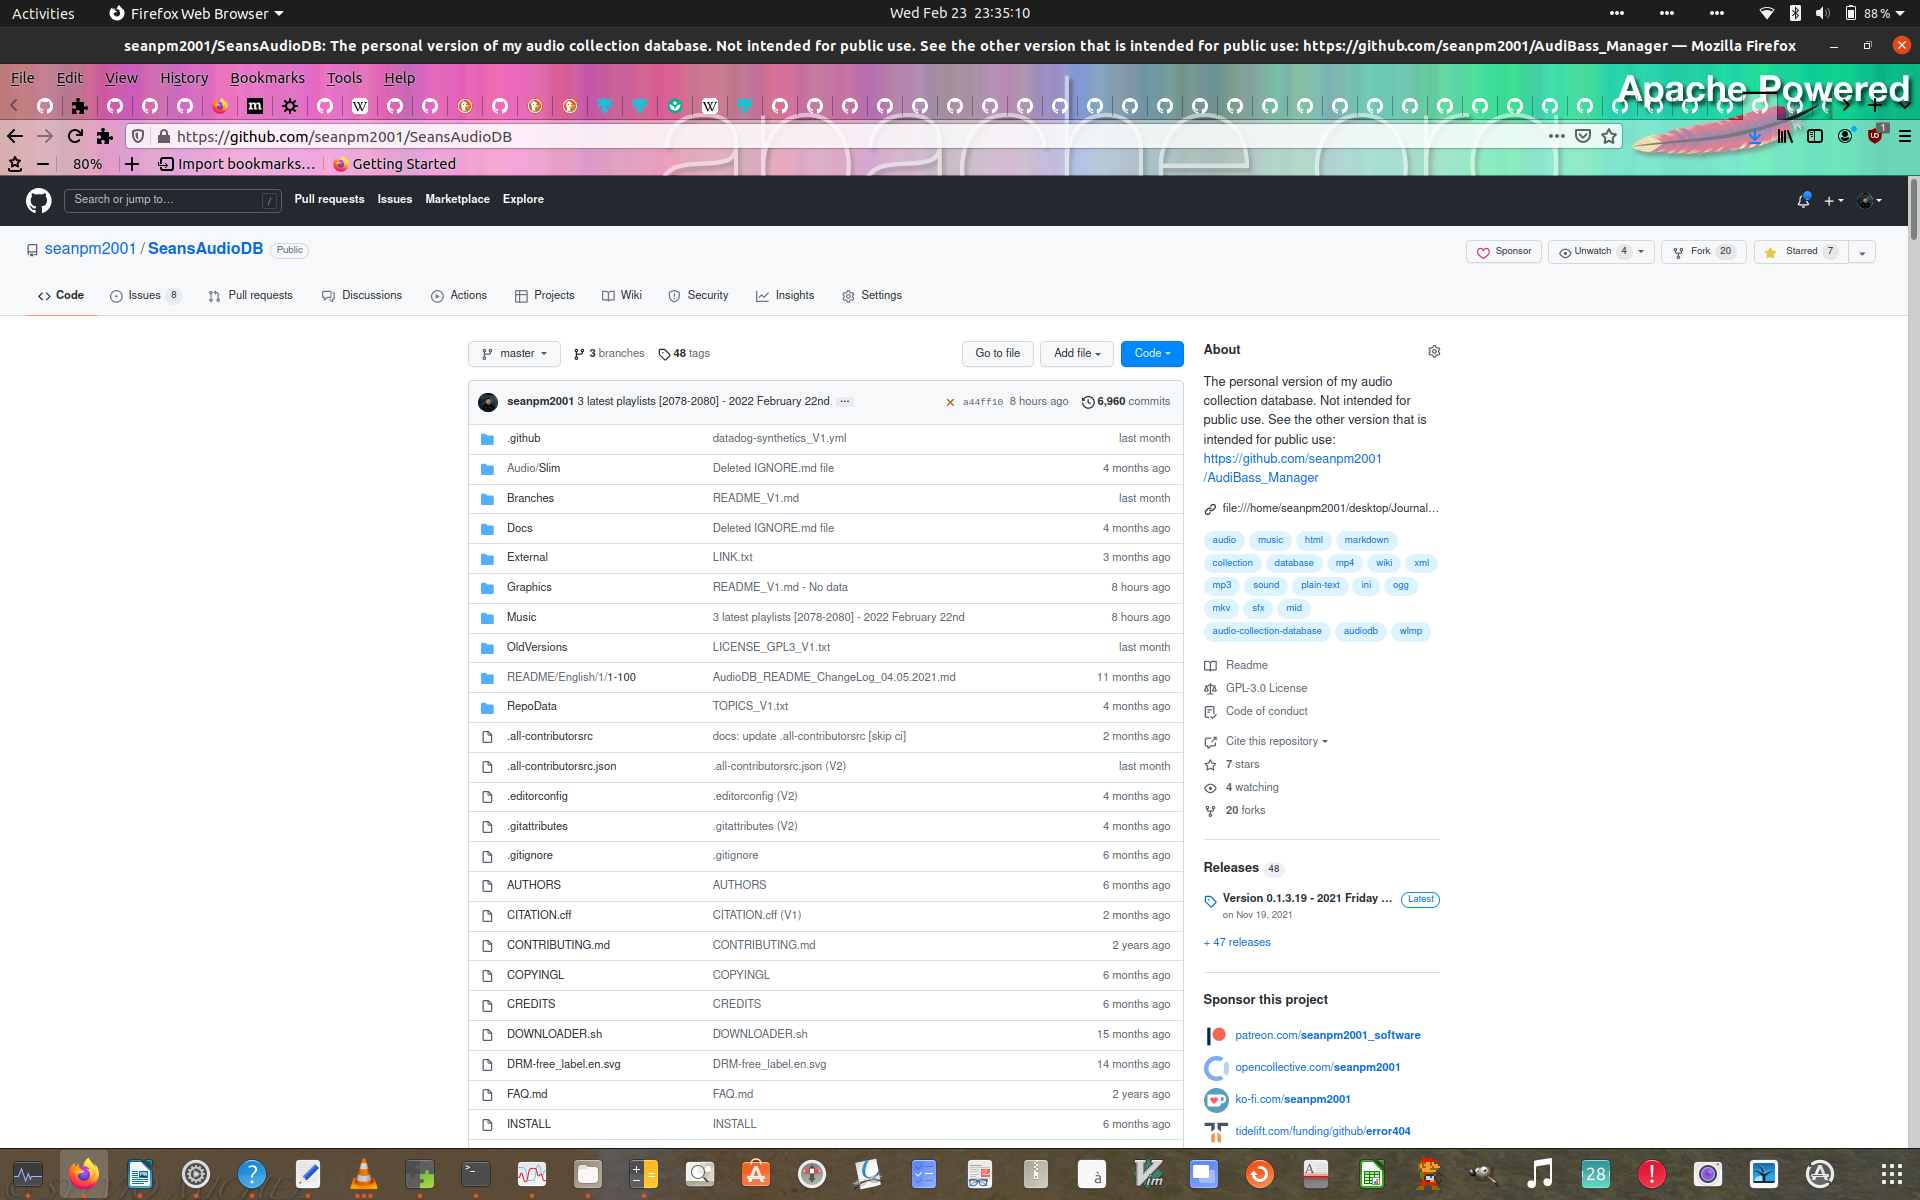 Activities
Firefox Web Browser
Wed Feb 23 23:35:10
88 %
seanpm2001/SeansAudioDB: The personal version of my audio collection database. Not intended for public use. See the other version that is intended for public use: https://github.com/seanpm2001/AudiBass_Manager — Mozilla Firefox
File Edit View History Bookmarks Tools Help
Apache Powered
https://github.com/seanpm2001/SeansAudioDB
80%
Import bookmarks…
Getting Started
apache.org
1
Search or jump to…
/
Pull requests Issues Marketplace Explore
seanpm2001 / SeansAudioDB Public
Sponsor
Unwatch 4
Fork 20
Starred 7
Code
Issues 8
Pull requests
Discussions
Actions
Projects
Wiki
Security
Insights
Settings
master
3 branches
48 tags
Go to file
Add file
Code
seanpm2001 3 latest playlists [2078-2080] - 2022 February 22nd ...
a44ff10 8 hours ago
6,960 commits
.github datadog-synthetics_V1.yml last month
Audio/Slim Deleted IGNORE.md file 4 months ago
Branches README_V1.md last month
Docs Deleted IGNORE.md file 4 months ago
External LINK.txt 3 months ago
Graphics README_V1.md - No data 8 hours ago
Music 3 latest playlists [2078-2080] - 2022 February 22nd 8 hours ago
OldVersions LICENSE_GPL3_V1.txt last month
README/English/1/1-100 AudioDB_README_ChangeLog_04.05.2021.md 11 months ago
RepoData TOPICS_V1.txt 4 months ago
.all-contributorsrc docs: update .all-contributorsrc [skip ci] 2 months ago
.all-contributorsrc.json .all-contributorsrc.json (V2) last month
.editorconfig .editorconfig (V2) 4 months ago
.gitattributes .gitattributes (V2) 4 months ago
.gitignore .gitignore 6 months ago
AUTHORS AUTHORS 6 months ago
CITATION.cff CITATION.cff (V1) 2 months ago
CONTRIBUTING.md CONTRIBUTING.md 2 years ago
COPYINGL COPYINGL 6 months ago
CREDITS CREDITS 6 months ago
DOWNLOADER.sh DOWNLOADER.sh 15 months ago
DRM-free_label.en.svg DRM-free_label.en.svg 14 months ago
FAQ.md FAQ.md 2 years ago
INSTALL INSTALL 6 months ago
About
The personal version of my audio
collection database. Not intended for
public use. See the other version that is
intended for public use:
https://github.com/seanpm2001
/AudiBass_Manager
file:///home/seanpm2001/desktop/Journal…
audio music html markdown
collection database mp4 wiki xml
mp3 sound plain-text ini ogg
mkv sfx mid
audio-collection-database audiodb wlmp
Readme
GPL-3.0 License
Code of conduct
Cite this repository
7 stars
4 watching
20 forks
Releases 48
Version 0.1.3.19 - 2021 Friday ... Latest
on Nov 19, 2021
+ 47 releases
Sponsor this project
patreon.com/seanpm2001_software
opencollective.com/seanpm2001
ko-fi.com/seanpm2001
tidelift.com/funding/github/error404
28